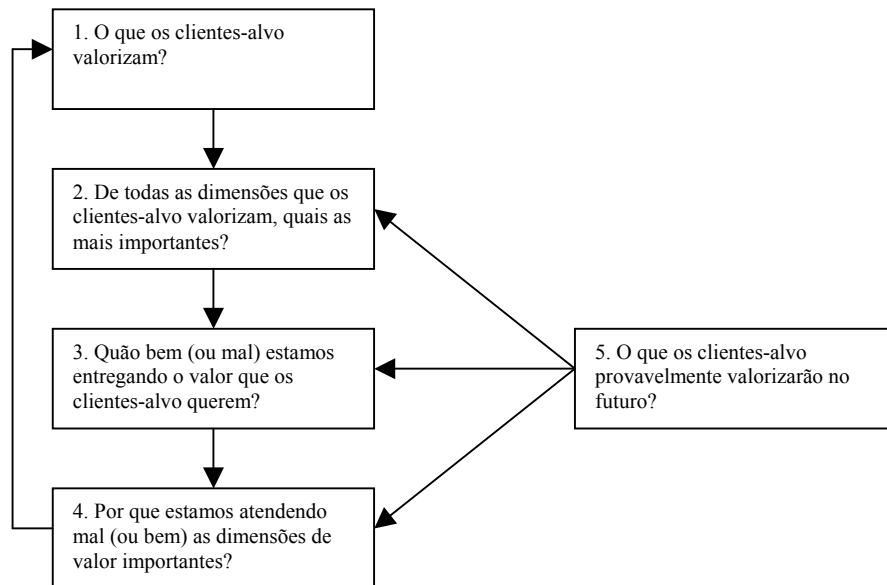 1. O que os clientes-alvo
valorizam?
2. De todas as dimensões que os
clientes-alvo valorizam, quais as
mais importantes?
3. Quão bem (ou mal) estamos
entregando o valor que os
clientes-alvo querem?
4. Por que estamos atendendo
mal (ou bem) as dimensões de
valor importantes?
5. O que os clientes-alvo
provavelmente valorizarão no
futuro?